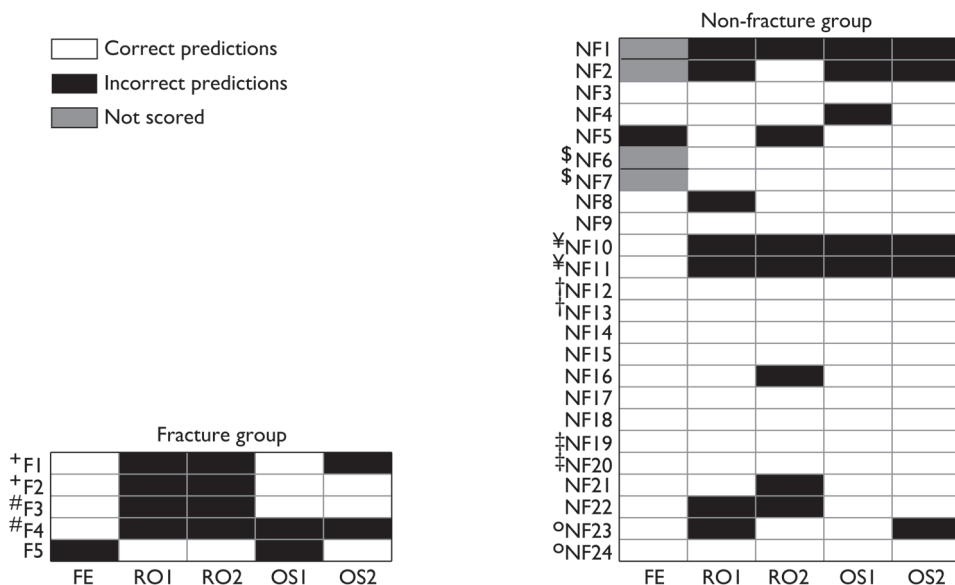 Correct predictions
Incorrect predictions
Not scored
Non-fracture group
NF1
NF2
NF3
NF4
NF5
$NF6
$NF7
NF8
NF9
¥NF10
¥NF11
†NF12
†NF13
NF14
NF15
NF16
NF17
NF18
‡NF19
‡NF20
NF21
NF22
oNF23
oNF24
FE RO1 RO2 OS1 OS2
Fracture group
+F1
+F2
#F3
#F4
F5
FE RO1 RO2 OS1 OS2